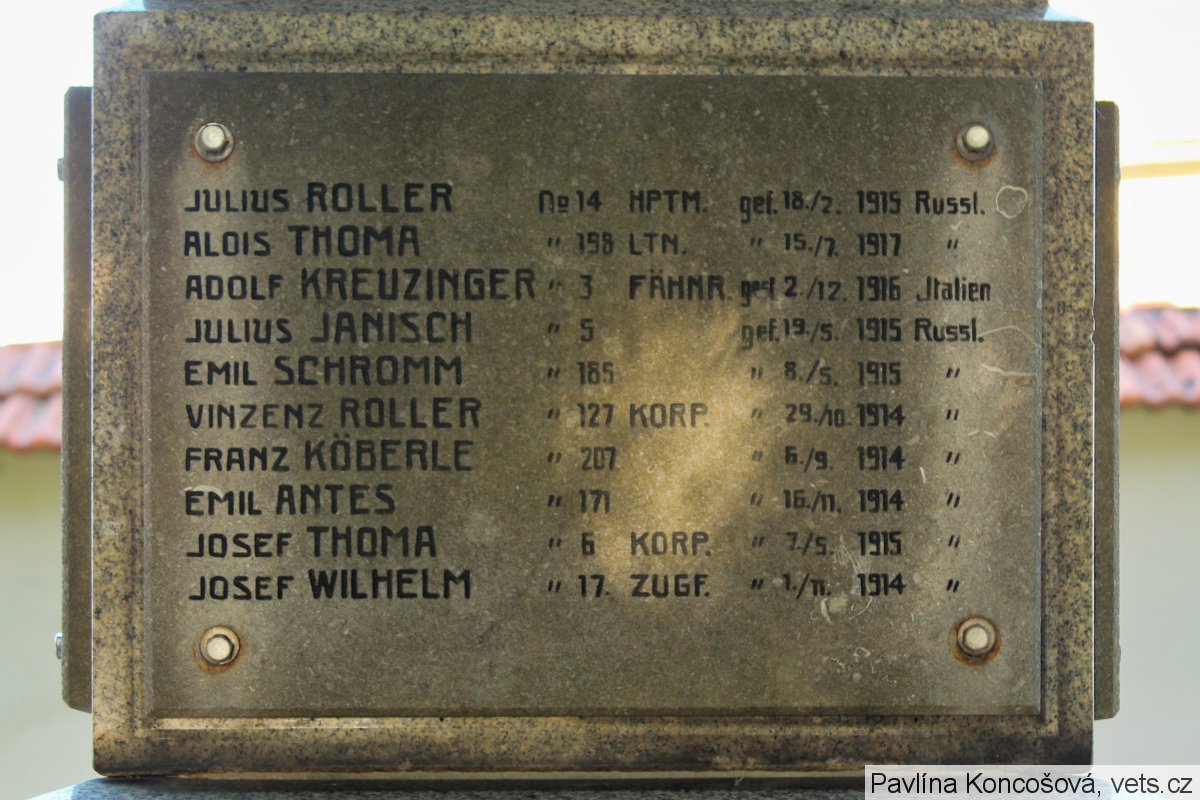 JULIUS ROLLER No 14 HPTM. gef. 18./2. 1915 Russl.
ALOIS THOMA " 198 LTN. " 15./7. 1917 "
ADOLF KREUZINGER " 3 FÄHNR. gest 2./12. 1916 Italien
JULIUS JANISCH " 5 gef. 19./5. 1915 Russl.
EMIL SCHROMM " 185 " 8./5. 1915 "
VINZENZ ROLLER " 127 KORP. " 29./10. 1914 "
FRANZ KÖBERLE " 207 " 6./9. 1914 "
EMIL ANTES " 171 " 16./11. 1914 "
JOSEF THOMA " 6 KORP. " 7./5. 1915 "
JOSEF WILHELM " 17. ZUGF. " 1./11. 1914 "
Pavlína Koncošová, vets.cz